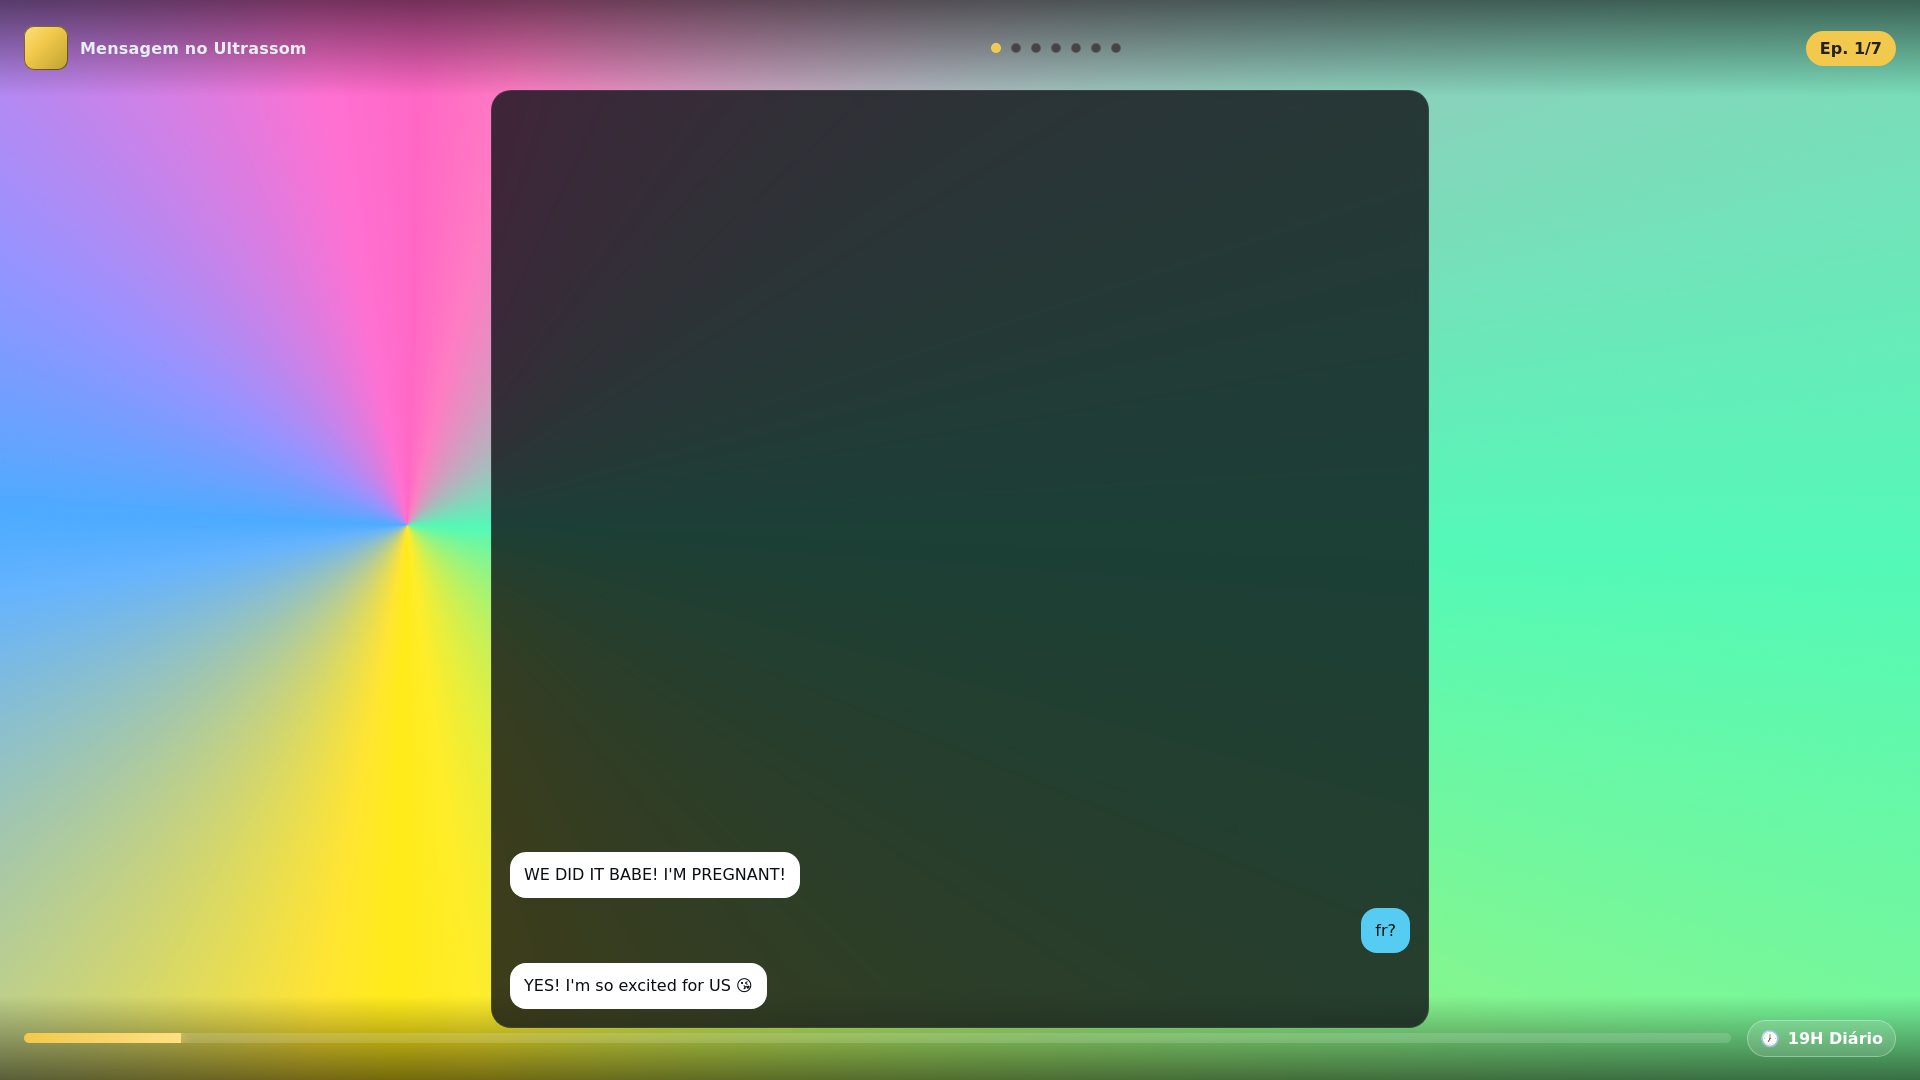 Mensagem no Ultrassom
Ep. 1/7
WE DID IT BABE! I'M PREGNANT!
fr?
YES! I'm so excited for US 😘
19H Diário